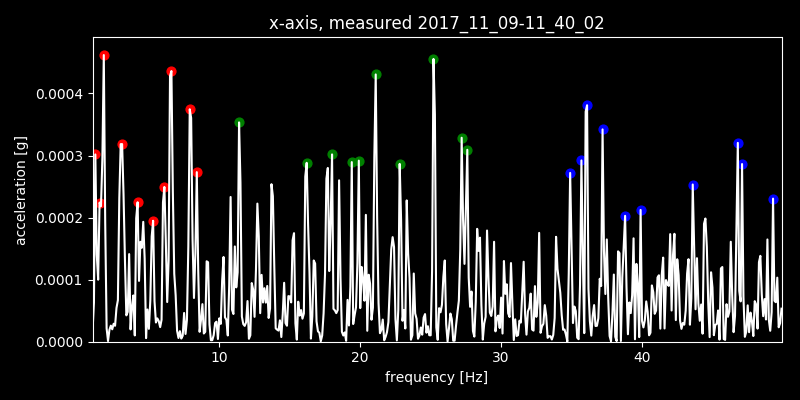 x-axis, measured 2017_11_09-11_40_02
acceleration [g]
0.0004
0.0003
0.0002
0.0001
0.0000
10 20 30 40
frequency [Hz]